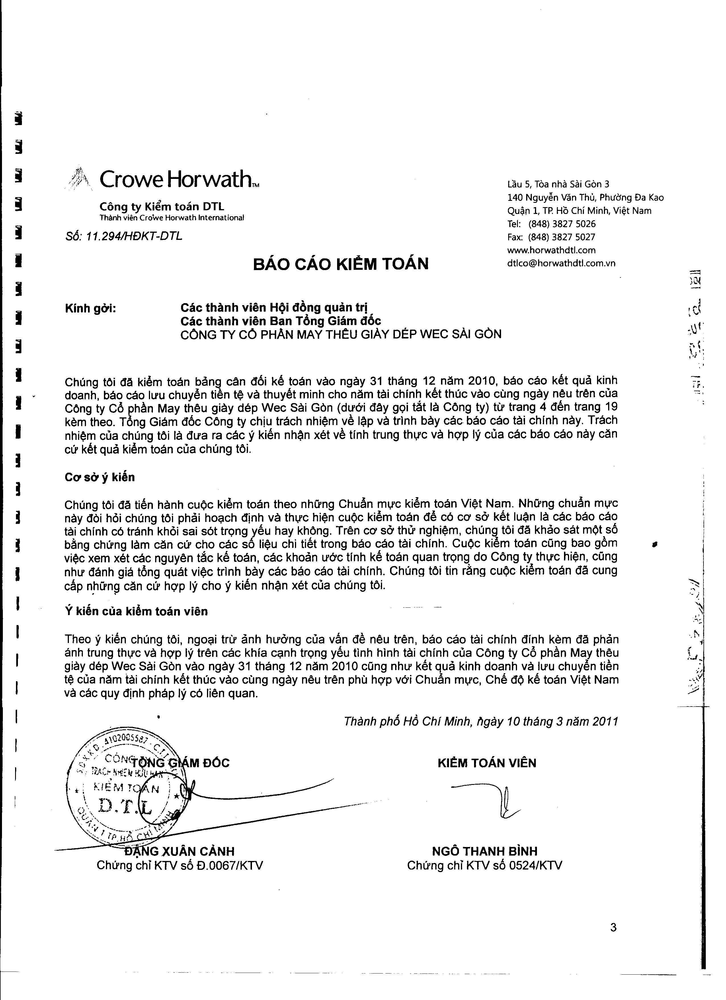 Crowe Horwath™
Công ty Kiểm toán DTL
Thành viên Crowe Horwath International
Số: 11.294/HĐKT-DTL
Lầu 5, Tòa nhà Sài Gòn 3
140 Nguyễn Văn Thủ, Phường Đa Kao
Quận 1, TP. Hồ Chí Minh, Việt Nam
Tel: (848) 3827 5026
Fax: (848) 3827 5027
www.horwathdtl.com
dtlco@horwathdtl.com.vn
BÁO CÁO KIỂM TOÁN
Kính gởi: Các thành viên Hội đồng quản trị
Các thành viên Ban Tổng Giám đốc
CÔNG TY CỔ PHẦN MAY THÊU GIÀY DÉP WEC SÀI GÒN
Chúng tôi đã kiểm toán bảng cân đối kế toán vào ngày 31 tháng 12 năm 2010, báo cáo kết quả kinh
doanh, báo cáo lưu chuyển tiền tệ và thuyết minh cho năm tài chính kết thúc vào cùng ngày nêu trên của
Công ty Cổ phần May thêu giày dép Wec Sài Gòn (dưới đây gọi tắt là Công ty) từ trang 4 đến trang 19
kèm theo. Tổng Giám đốc Công ty chịu trách nhiệm về lập và trình bày các báo cáo tài chính này. Trách
nhiệm của chúng tôi là đưa ra các ý kiến nhận xét về tính trung thực và hợp lý của các báo cáo này căn
cứ kết quả kiểm toán của chúng tôi.
Cơ sở ý kiến
Chúng tôi đã tiến hành cuộc kiểm toán theo những Chuẩn mực kiểm toán Việt Nam. Những chuẩn mực
này đòi hỏi chúng tôi phải hoạch định và thực hiện cuộc kiểm toán để có cơ sở kết luận là các báo cáo
tài chính có tránh khỏi sai sót trọng yếu hay không. Trên cơ sở thử nghiệm, chúng tôi đã khảo sát một số
bằng chứng làm căn cứ cho các số liệu chi tiết trong báo cáo tài chính. Cuộc kiểm toán cũng bao gồm
việc xem xét các nguyên tắc kế toán, các khoản ước tính kế toán quan trọng do Công ty thực hiện, cũng
như đánh giá tổng quát việc trình bày các báo cáo tài chính. Chúng tôi tin rằng cuộc kiểm toán đã cung
cấp những căn cứ hợp lý cho ý kiến nhận xét của chúng tôi.
Ý kiến của kiểm toán viên
Theo ý kiến chúng tôi, ngoại trừ ảnh hưởng của vấn đề nêu trên, báo cáo tài chính đính kèm đã phản
ánh trung thực và hợp lý trên các khía cạnh trọng yếu tình hình tài chính của Công ty Cổ phần May thêu
giày dép Wec Sài Gòn vào ngày 31 tháng 12 năm 2010 cũng như kết quả kinh doanh và lưu chuyển tiền
tệ của năm tài chính kết thúc vào cùng ngày nêu trên phù hợp với Chuẩn mực, Chế độ kế toán Việt Nam
và các quy định pháp lý có liên quan.
Thành phố Hồ Chí Minh, ngày 10 tháng 3 năm 2011
TỔNG GIÁM ĐỐC
KIỂM TOÁN VIÊN
TRÁCH NHIỆM HỮU HẠN
KIỂM TOÁN
D.T.L
QUẬN 1 TP. HỒ CHÍ MINH
ĐẶNG XUÂN CẢNH
Chứng chỉ KTV số Đ.0067/KTV
NGÔ THANH BÌNH
Chứng chỉ KTV số 0524/KTV
3